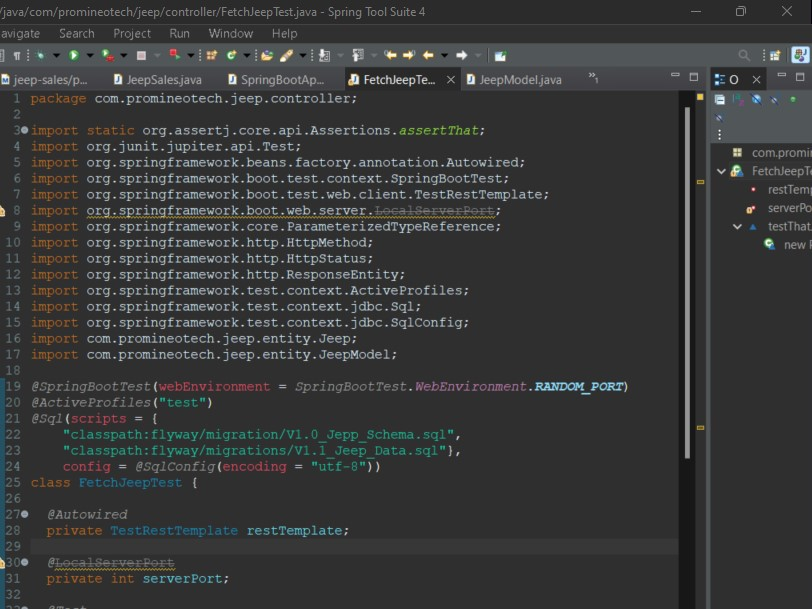 /java/com/promineotech/jeep/controller/FetchJeepTest.java - Spring Tool Suite 4
avigate Search Project Run Window Help
jeep-sales/p... JeepSales.java SpringBootAp... FetchJeepTe... JeepModel.java »1 O
1 package com.promineotech.jeep.controller;
2
3 import static org.assertj.core.api.Assertions.assertThat;
4 import org.junit.jupiter.api.Test;
5 import org.springframework.beans.factory.annotation.Autowired;
6 import org.springframework.boot.test.context.SpringBootTest;
7 import org.springframework.boot.test.web.client.TestRestTemplate;
8 import org.springframework.boot.web.server.LocalServerPort;
9 import org.springframework.core.ParameterizedTypeReference;
10 import org.springframework.http.HttpMethod;
11 import org.springframework.http.HttpStatus;
12 import org.springframework.http.ResponseEntity;
13 import org.springframework.test.context.ActiveProfiles;
14 import org.springframework.test.context.jdbc.Sql;
15 import org.springframework.test.context.jdbc.SqlConfig;
16 import com.promineotech.jeep.entity.Jeep;
17 import com.promineotech.jeep.entity.JeepModel;
18
19 @SpringBootTest(webEnvironment = SpringBootTest.WebEnvironment.RANDOM_PORT)
20 @ActiveProfiles("test")
21 @Sql(scripts = {
22 "classpath:flyway/migration/V1.0_Jepp_Schema.sql",
23 "classpath:flyway/migrations/V1.1_Jeep_Data.sql"},
24 config = @SqlConfig(encoding = "utf-8"))
25 class FetchJeepTest {
26
27 @Autowired
28 private TestRestTemplate restTemplate;
29
30 @LocalServerPort
31 private int serverPort;
32
@Test
com.promin
FetchJeepTe
restTemp
serverPo
testThat
new P